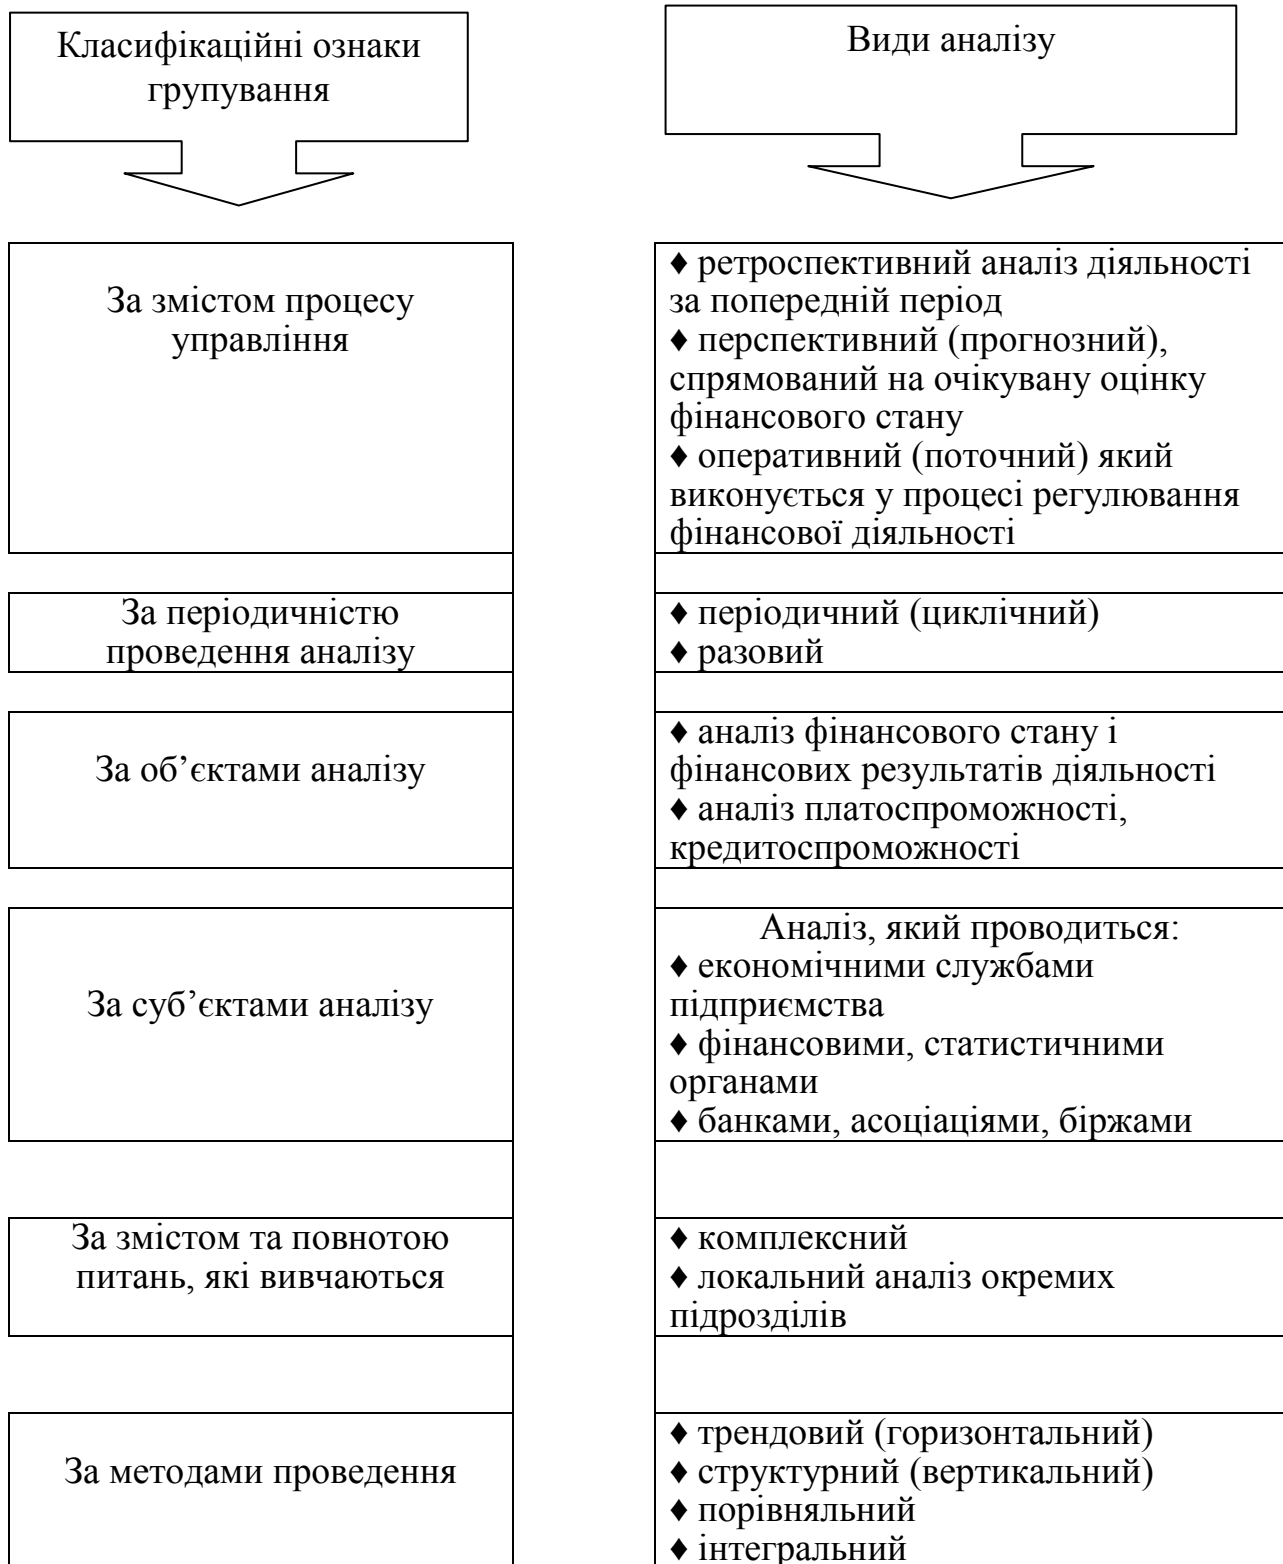 Класифікаційні ознаки
групування
Види аналізу
За змістом процесу
управління
♦ ретроспективний аналіз діяльності
за попередній період
♦ перспективний (прогнозний),
спрямований на очікувану оцінку
фінансового стану
♦ оперативний (поточний) який
виконується у процесі регулювання
фінансової діяльності
За періодичністю
проведення аналізу
♦ періодичний (циклічний)
♦ разовий
За об’єктами аналізу
♦ аналіз фінансового стану і
фінансових результатів діяльності
♦ аналіз платоспроможності,
кредитоспроможності
За суб’єктами аналізу
Аналіз, який проводиться:
♦ економічними службами
підприємства
♦ фінансовими, статистичними
органами
♦ банками, асоціаціями, біржами
За змістом та повнотою
питань, які вивчаються
♦ комплексний
♦ локальний аналіз окремих
підрозділів
За методами проведення
♦ трендовий (горизонтальний)
♦ структурний (вертикальний)
♦ порівняльний
♦ інтегральний